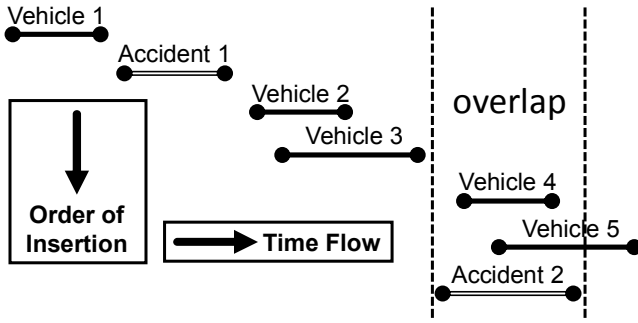 Vehicle 1
Accident 1
Vehicle 2
overlap
Vehicle 3
Vehicle 4
Order of
Insertion
Time Flow
Vehicle 5
Accident 2